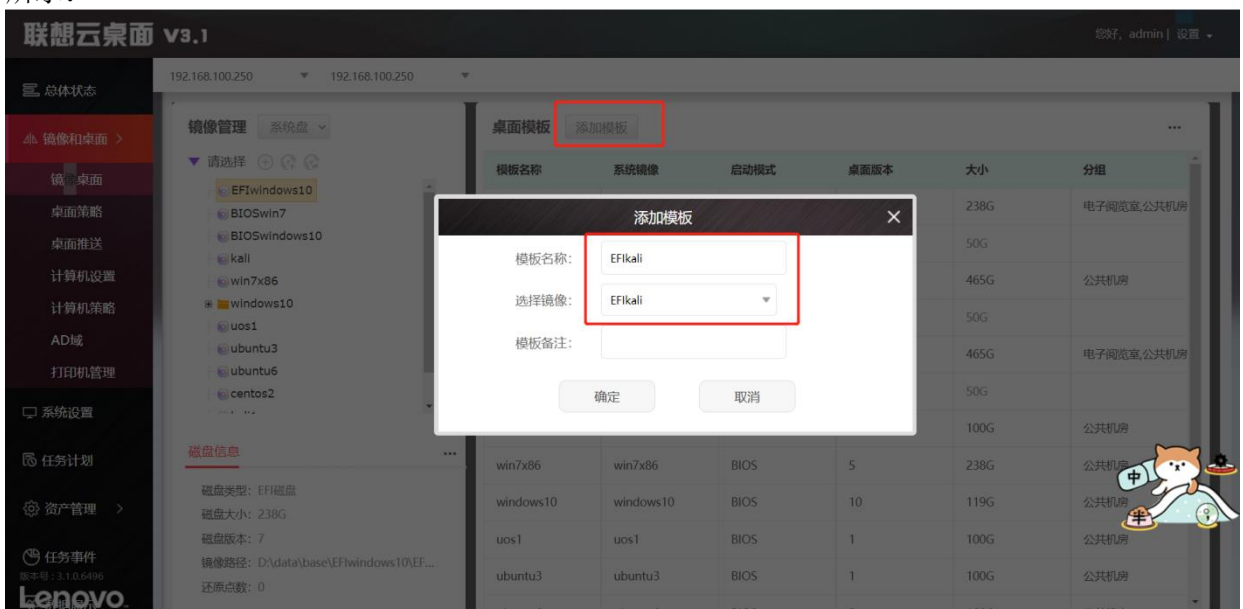 联想云桌面 V3.1
您好, admin | 设置
192.168.100.250 192.168.100.250
总体状态
镜像和桌面 >
桌面
桌面策略
桌面推送
计算机设置
计算机策略
AD域
打印机管理
系统设置
任务计划
资产管理 >
任务事件
版本号:3.1.0.6496
Lenovo
镜像管理 系统盘
请选择
EFIwindows10
BIOSwin7
BIOSwindows10
kali
win7x86
windows10
uos1
ubuntu3
ubuntu6
centos2
磁盘信息 ...
磁盘类型: EFI磁盘
磁盘大小: 238G
磁盘版本: 7
镜像路径: D:\data\base\EFIwindows10\EF...
还原点数: 0
桌面模板 添加模板 ...
模板名称 系统镜像 启动模式 桌面版本 大小 分组
238G 电子阅览室,公共机房
50G
465G 公共机房
50G
465G 电子阅览室,公共机房
50G
100G 公共机房
win7x86 win7x86 BIOS 5 238G 公共机房
windows10 windows10 BIOS 10 119G 公共机房
uos1 uos1 BIOS 1 100G 公共机房
ubuntu3 ubuntu3 BIOS 1 100G 公共机房
添加模板
模板名称: EFIkali
选择镜像: EFIkali
模板备注:
确定 取消
中
半